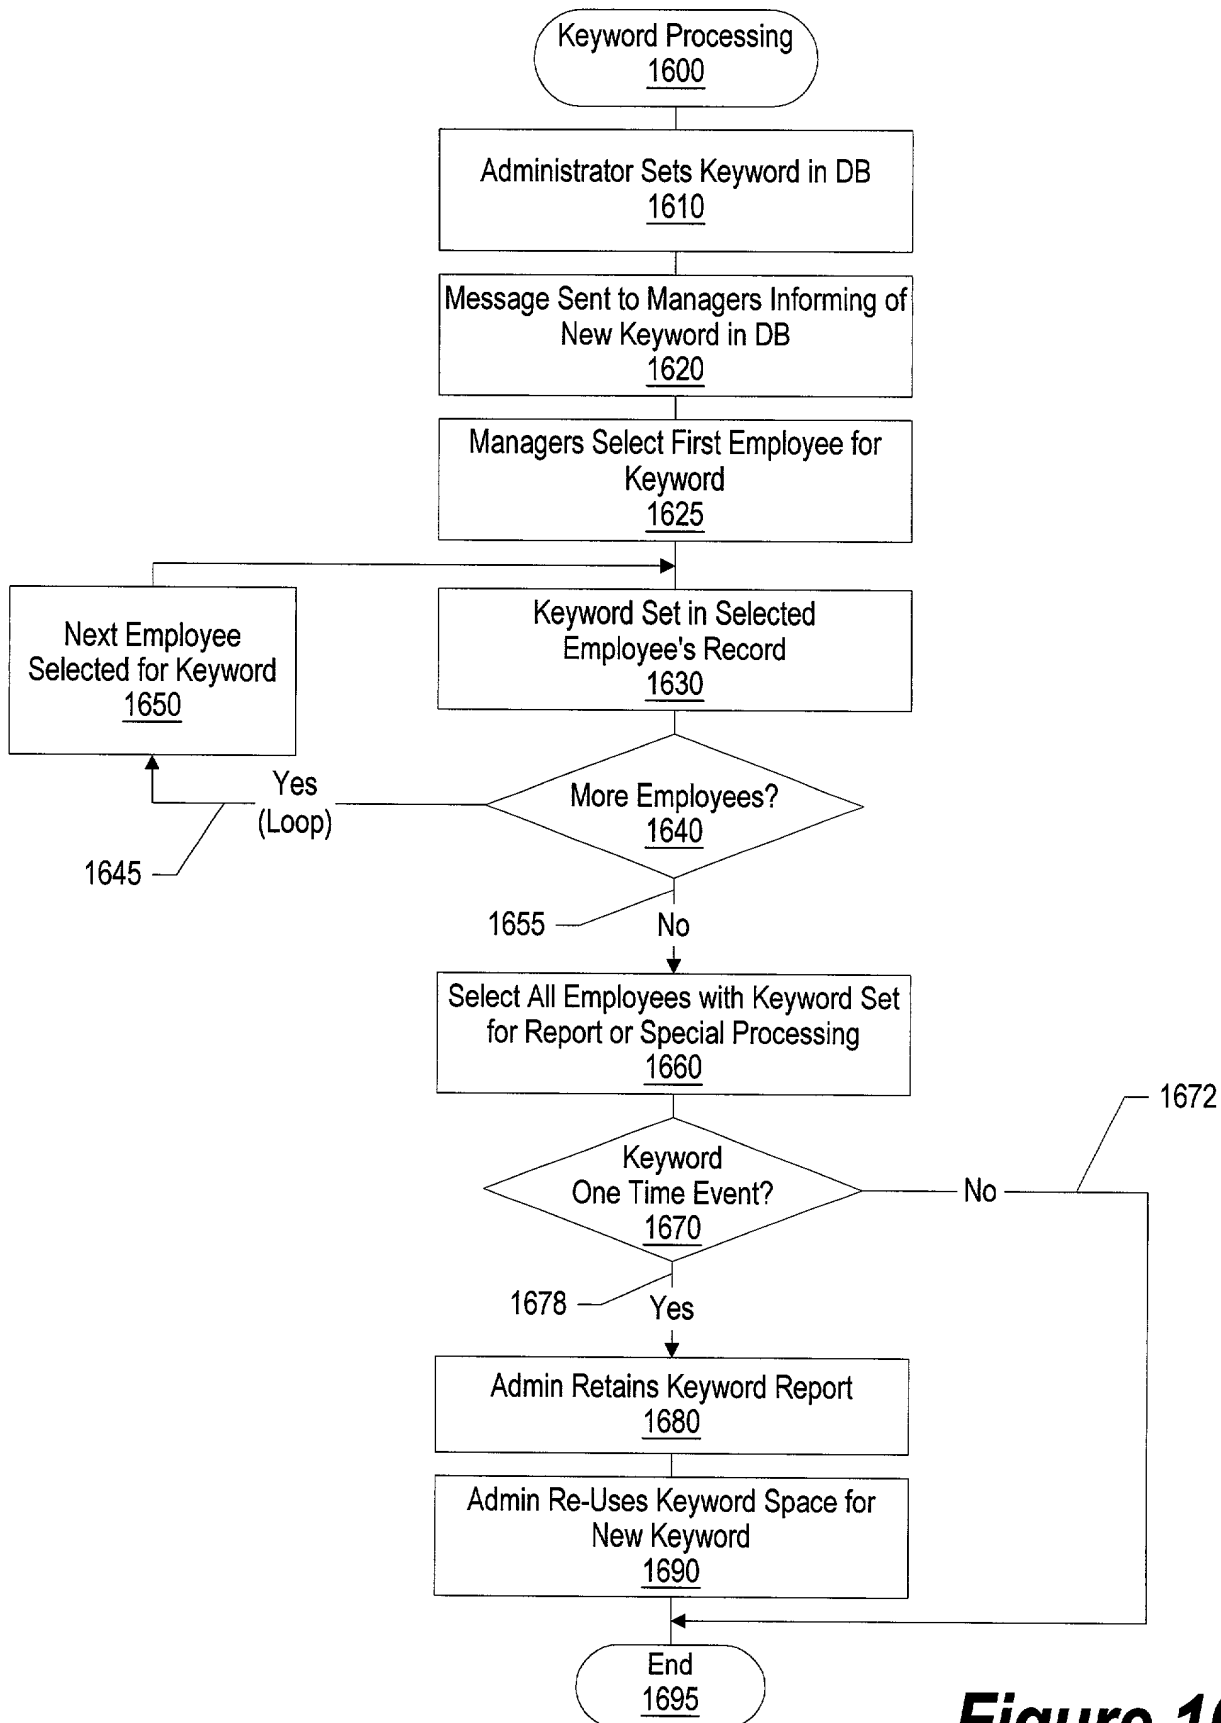 Keyword Processing
1600
Administrator Sets Keyword in DB
1610
Message Sent to Managers Informing of
New Keyword in DB
1620
Managers Select First Employee for
Keyword
1625
Next Employee
Selected for Keyword
1650
Keyword Set in Selected
Employee's Record
1630
Yes
(Loop)
1645
More Employees?
1640
1655
No
Select All Employees with Keyword Set
for Report or Special Processing
1660
1672
Keyword
One Time Event?
1670
No
1678
Yes
Admin Retains Keyword Report
1680
Admin Re-Uses Keyword Space for
New Keyword
1690
End
1695
Figure